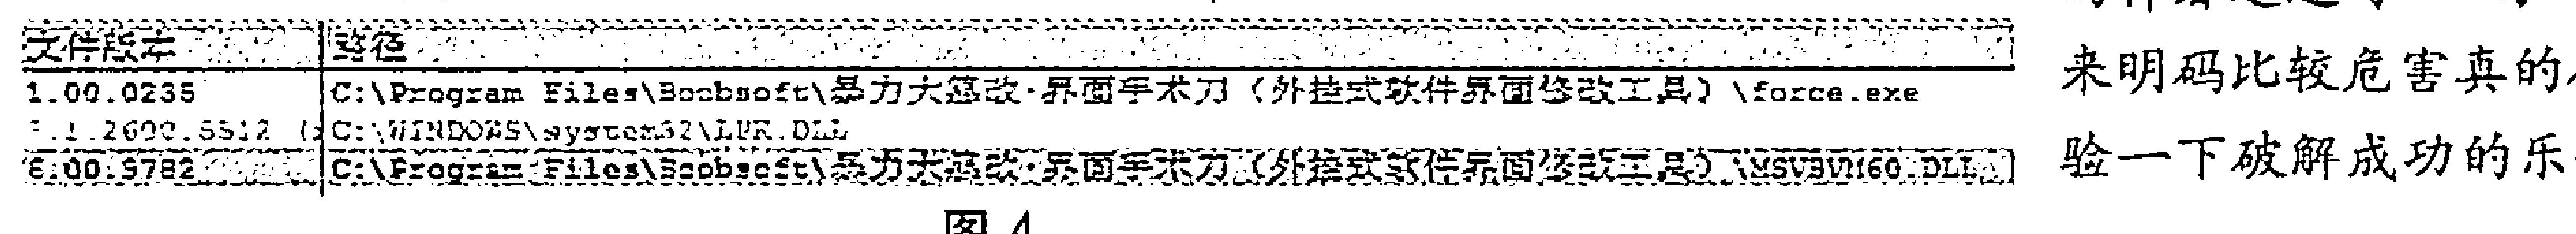 文件版本 路径
1.00.0235 C:\Program Files\Boobsoft\暴力大篡改·界面手术刀（外挂式软件界面修改工具）\force.exe
.1.2600.5512 ( C:\WINDOWS\system32\LPK.DLL
6.00.9782 C:\Program Files\Boobsoft\暴力大篡改·界面手术刀（外挂式软件界面修改工具）\MSVBVM60.DLL
图 4
来明码比较危害真的
验一下破解成功的乐